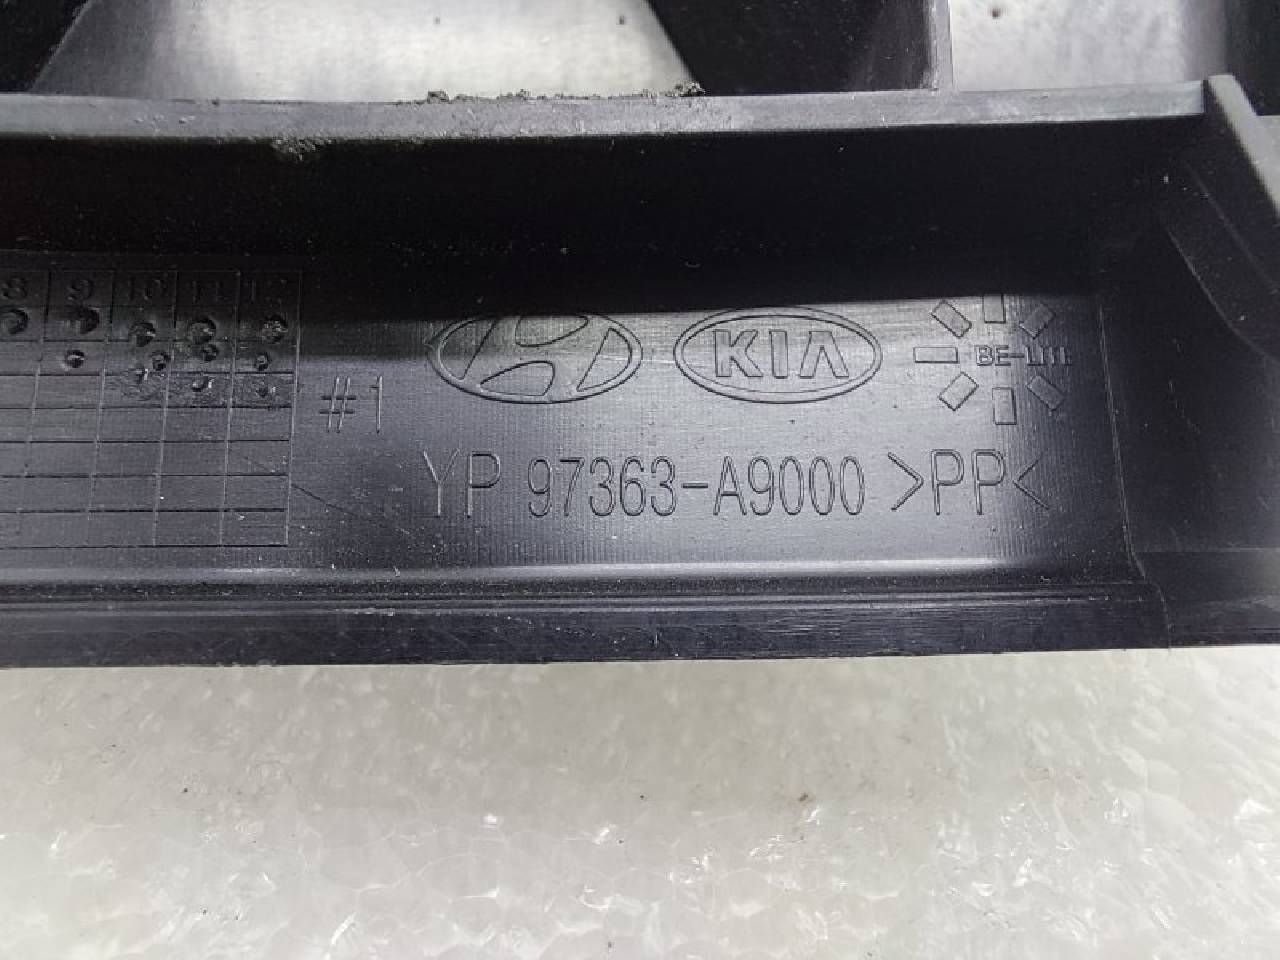 8 9 10 11 12
KIA
BE-LITE
#1
YP 97363-A9000 >PP<